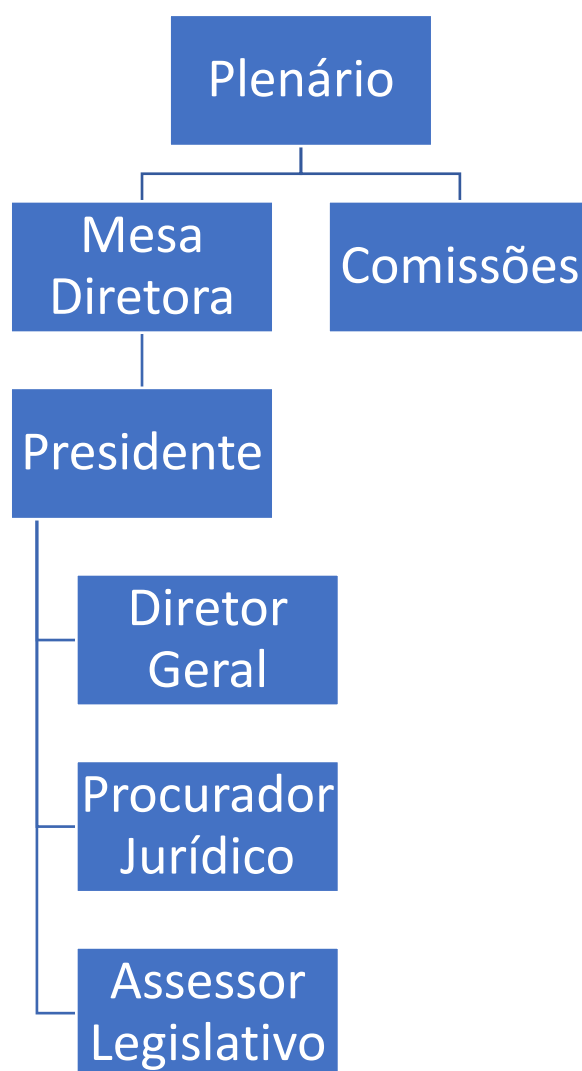 Plenário
Mesa
Diretora
Comissões
Presidente
Diretor
Geral
Procurador
Jurídico
Assessor
Legislativo